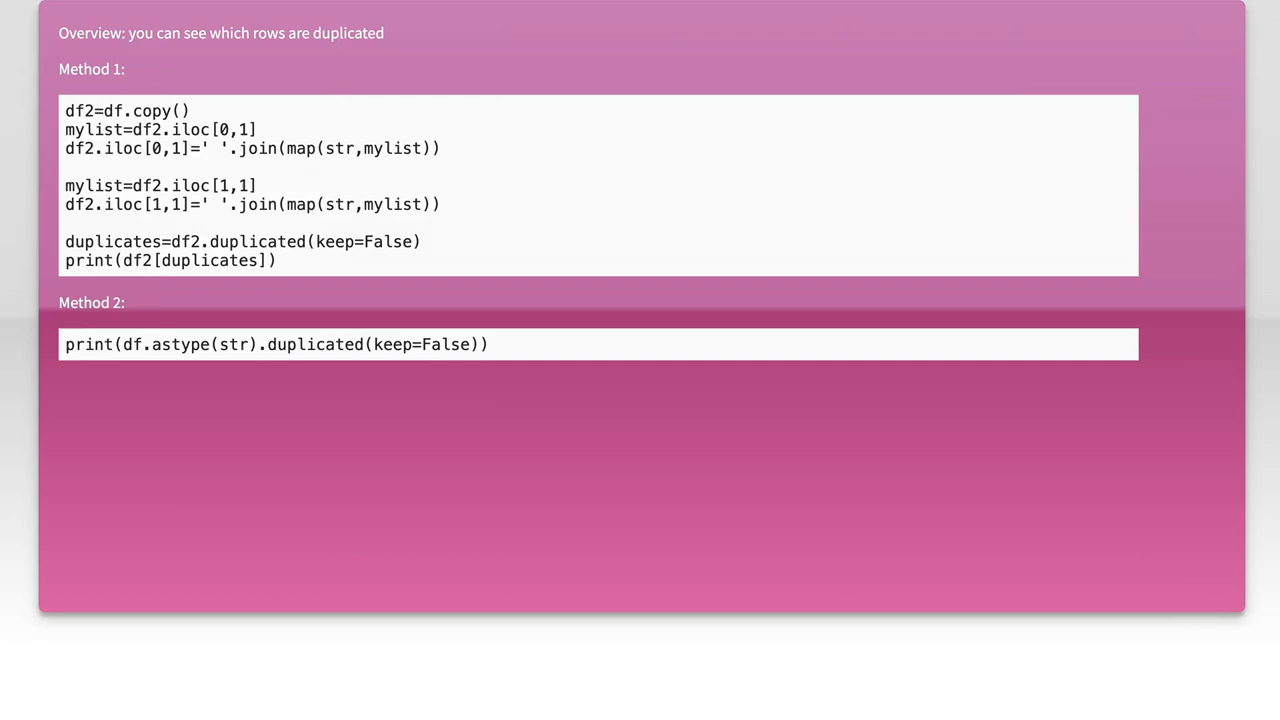 Overview: you can see which rows are duplicated
Method 1:
df2=df.copy()
mylist=df2.iloc[0,1]
df2.iloc[0,1]=' '.join(map(str,mylist))
mylist=df2.iloc[1,1]
df2.iloc[1,1]=' '.join(map(str,mylist))
duplicates=df2.duplicated(keep=False)
print(df2[duplicates])
Method 2:
print(df.astype(str).duplicated(keep=False))